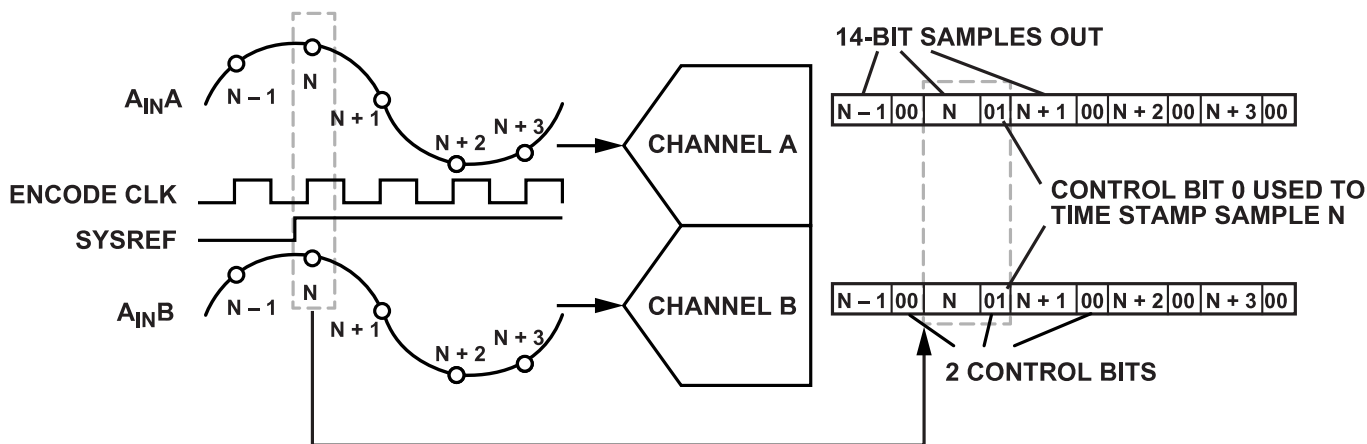 14-BIT SAMPLES OUT
AINA
N – 1
N
N + 1
N + 2
N + 3
CHANNEL A
N – 1 00 N 01 N + 1 00 N + 2 00 N + 3 00
ENCODE CLK
SYSREF
CONTROL BIT 0 USED TO
TIME STAMP SAMPLE N
AINB
N – 1
N
N + 1
N + 2
N + 3
CHANNEL B
N – 1 00 N 01 N + 1 00 N + 2 00 N + 3 00
2 CONTROL BITS